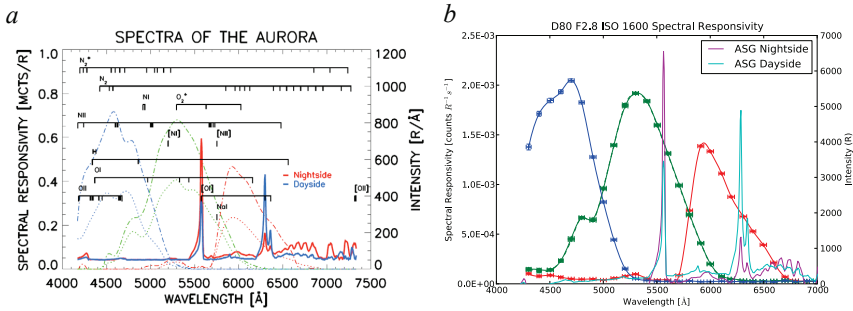 a
SPECTRA OF THE AURORA
SPECTRAL RESPONSIVITY [MCTS/R]
1.0
0.8
0.6
0.4
0.2
0.0
N2+
N2
NI
O2+
NII
[NI]
[NII]
H
OI
OII
[OI]
[OII]
NaI
Nightside
Dayside
1200
1000
800
600
400
200
0
INTENSITY [R/Å]
4000 4500 5000 5500 6000 6500 7000
WAVELENGTH [Å]
b
D80 F2.8 ISO 1600 Spectral Responsivity
Spectral Responsivity [counts R⁻¹ s⁻¹]
2.5E-03
2.0E-03
1.5E-03
1.0E-03
5.0E-04
0.0E+00
ASG Nightside
ASG Dayside
7000
6000
5000
4000
3000
2000
1000
0
Intensity (R)
4000 4500 5000 5500 6000 6500 7000
Wavelength [Å]